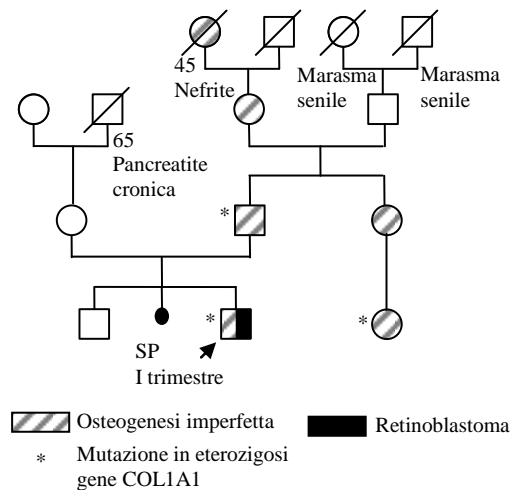 45
Nefrite
Marasma
senile
Marasma
senile
65
Pancreatite
cronica
*
*
*
SP
I trimestre
Osteogenesi imperfetta
Retinoblastoma
* Mutazione in eterozigosi
gene COL1A1